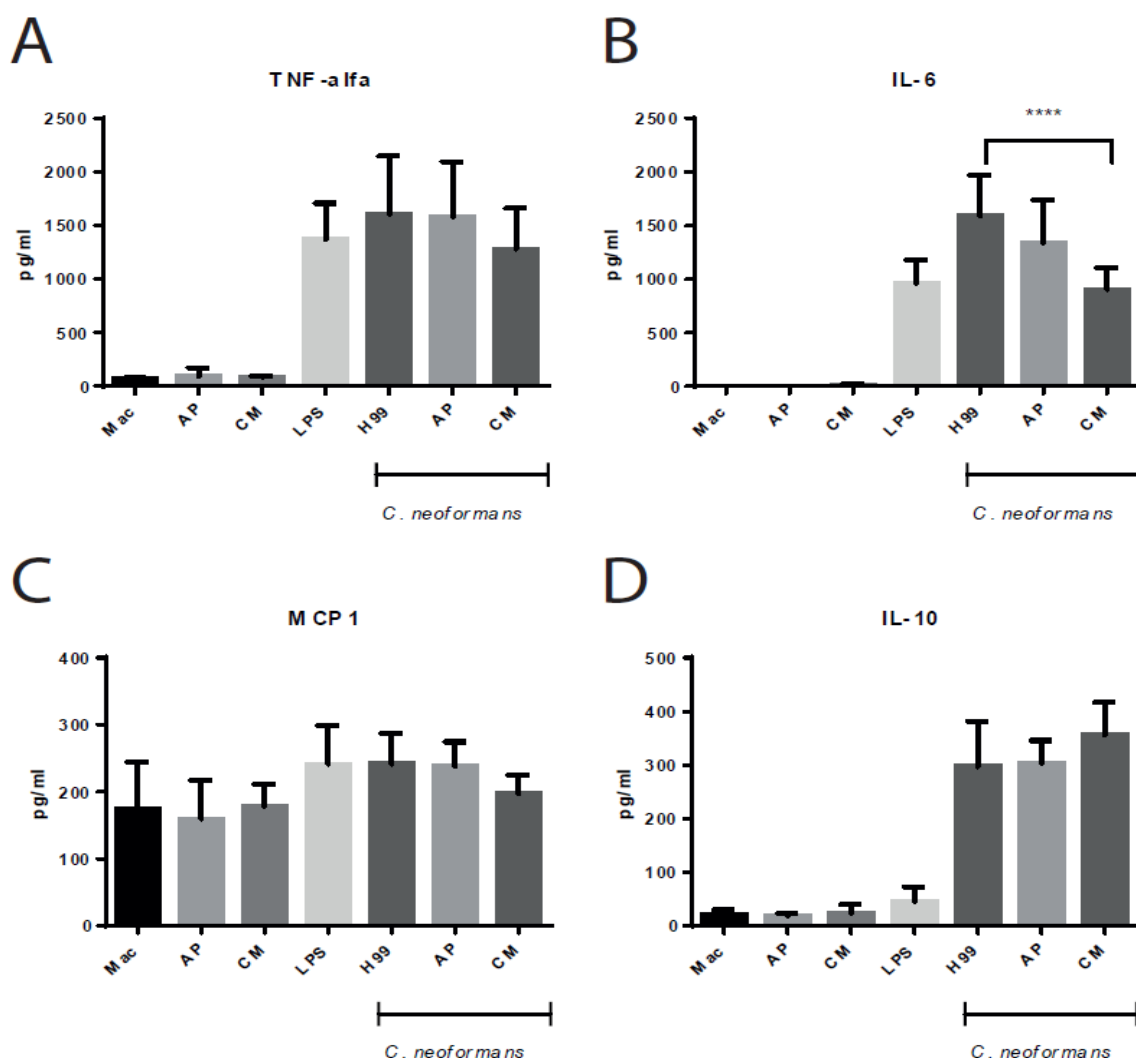 A
TNF-alfa
2500
2000
1500
1000
500
0
pg/ml
Mac
AP
CM
LPS
H99
AP
CM
C. neoformans
B
IL-6
****
2500
2000
1500
1000
500
0
pg/ml
Mac
AP
CM
LPS
H99
AP
CM
C. neoformans
C
MCP1
400
300
200
100
0
pg/ml
Mac
AP
CM
LPS
H99
AP
CM
C. neoformans
D
IL-10
500
400
300
200
100
0
pg/ml
Mac
AP
CM
LPS
H99
AP
CM
C. neoformans